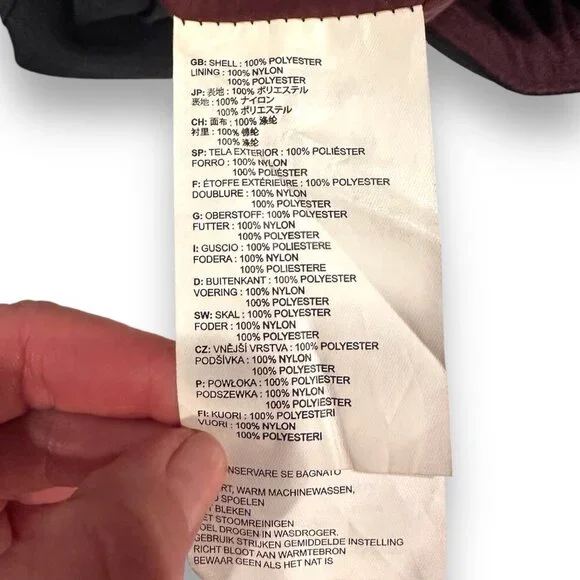 GB: SHELL : 100% POLYESTER
LINING : 100% NYLON
100% POLYESTER
JP: 表地 : 100% ポリエステル
裏地 : 100% ナイロン
100% ポリエステル
CH: 面布 : 100% 涤纶
衬里 : 100% 锦纶
100% 涤纶
SP: TELA EXTERIOR : 100% POLIÉSTER
FORRO : 100% NYLON
100% POLIÉSTER
F: ÉTOFFE EXTÉRIEURE : 100% POLYESTER
DOUBLURE : 100% NYLON
100% POLYESTER
G: OBERSTOFF: 100% POLYESTER
FUTTER : 100% NYLON
100% POLYESTER
I: GUSCIO : 100% POLIESTERE
FODERA : 100% NYLON
100% POLIESTERE
D: BUITENKANT : 100% POLYESTER
VOERING : 100% NYLON
100% POLYESTER
SW: SKAL : 100% POLYESTER
FODER : 100% NYLON
100% POLYESTER
CZ: VNĚJŠÍ VRSTVA : 100% POLYESTER
PODŠÍVKA : 100% NYLON
100% POLYESTER
P: POWŁOKA : 100% POLYIESTER
PODSZEWKA : 100% NYLON
100% POLYIESTER
FI: KUORI : 100% POLYESTERI
VUORI : 100% NYLON
100% POLYESTERI
CONSERVARE SE BAGNATO
RT, WARM MACHINEWASSEN,
SPOELEN
BLEKEN
ET STOOMREINIGEN
OEL DROGEN IN WASDROGER,
GEBRUIK STRIJKEN GEMIDDELDE INSTELLING
RICHT BLOOT AAN WARMTEBRON
BEWAAR GEEN ALS HET NAT IS